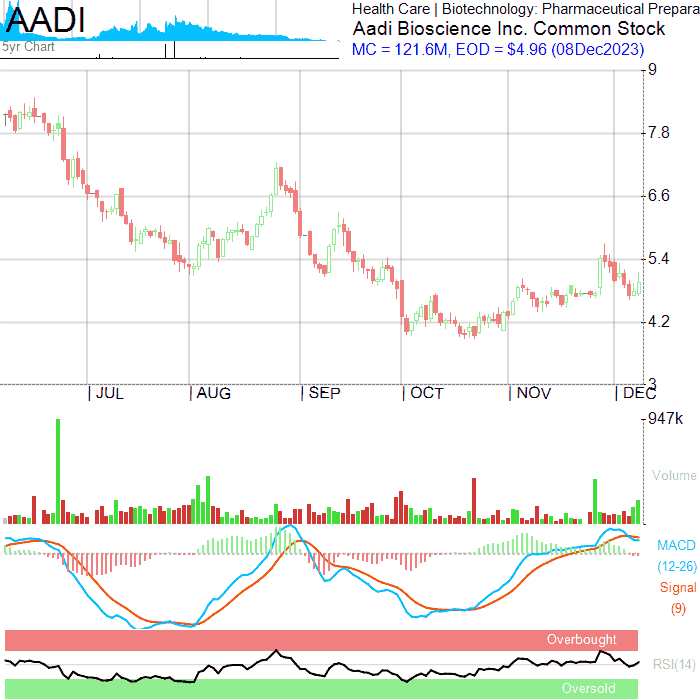 AADI
5yr Chart
Health Care | Biotechnology: Pharmaceutical Prepara
Aadi Bioscience Inc. Common Stock
MC = 121.6M, EOD = $4.96 (08Dec2023)
9
7.8
6.6
5.4
4.2
3
JUL AUG SEP OCT NOV DEC
947k
Volume
MACD
(12-26)
Signal
(9)
Overbought
RSI(14)
Oversold